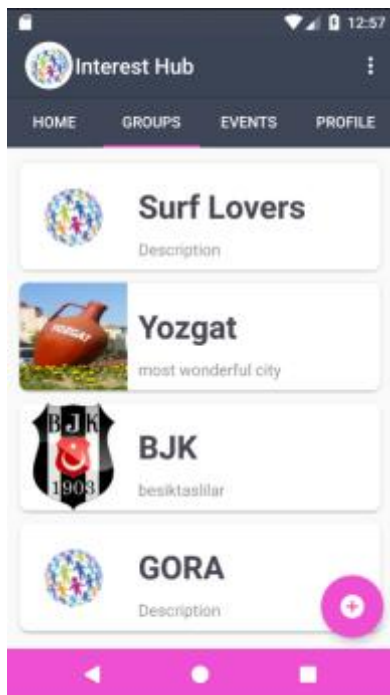 12:57
Interest Hub
HOME GROUPS EVENTS PROFILE
Surf Lovers
Description
YOZGAT
Yozgat
most wonderful city
BJK
1903
BJK
besiktaslilar
GORA
Description